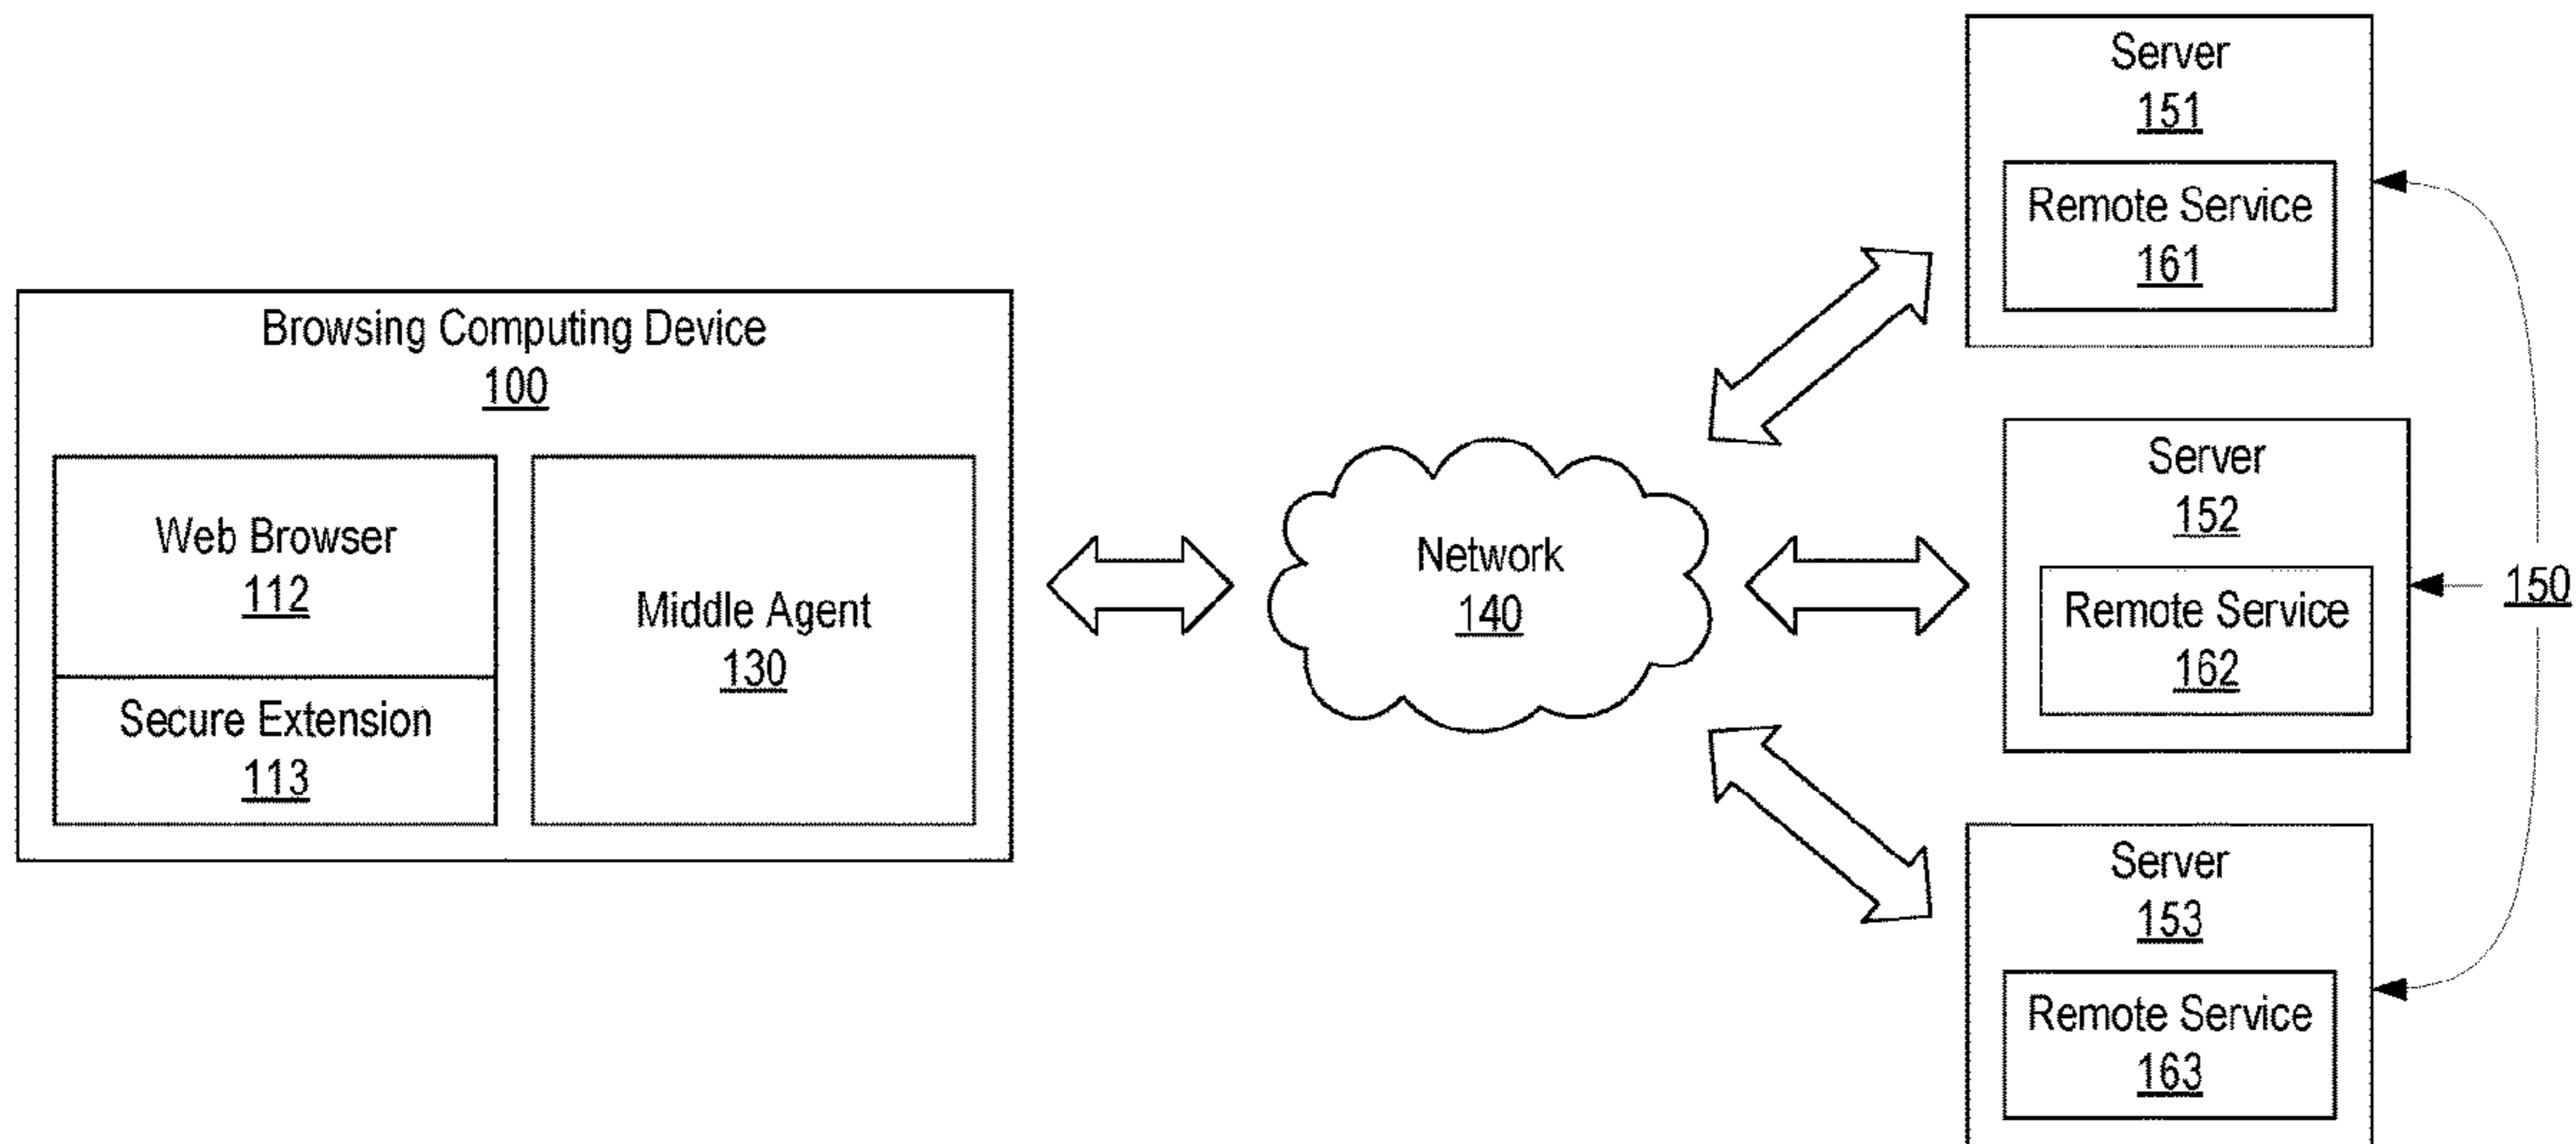 Browsing Computing Device
100
Web Browser
112
Secure Extension
113
Middle Agent
130
Network
140
Server
151
Remote Service
161
Server
152
Remote Service
162
150
Server
153
Remote Service
163